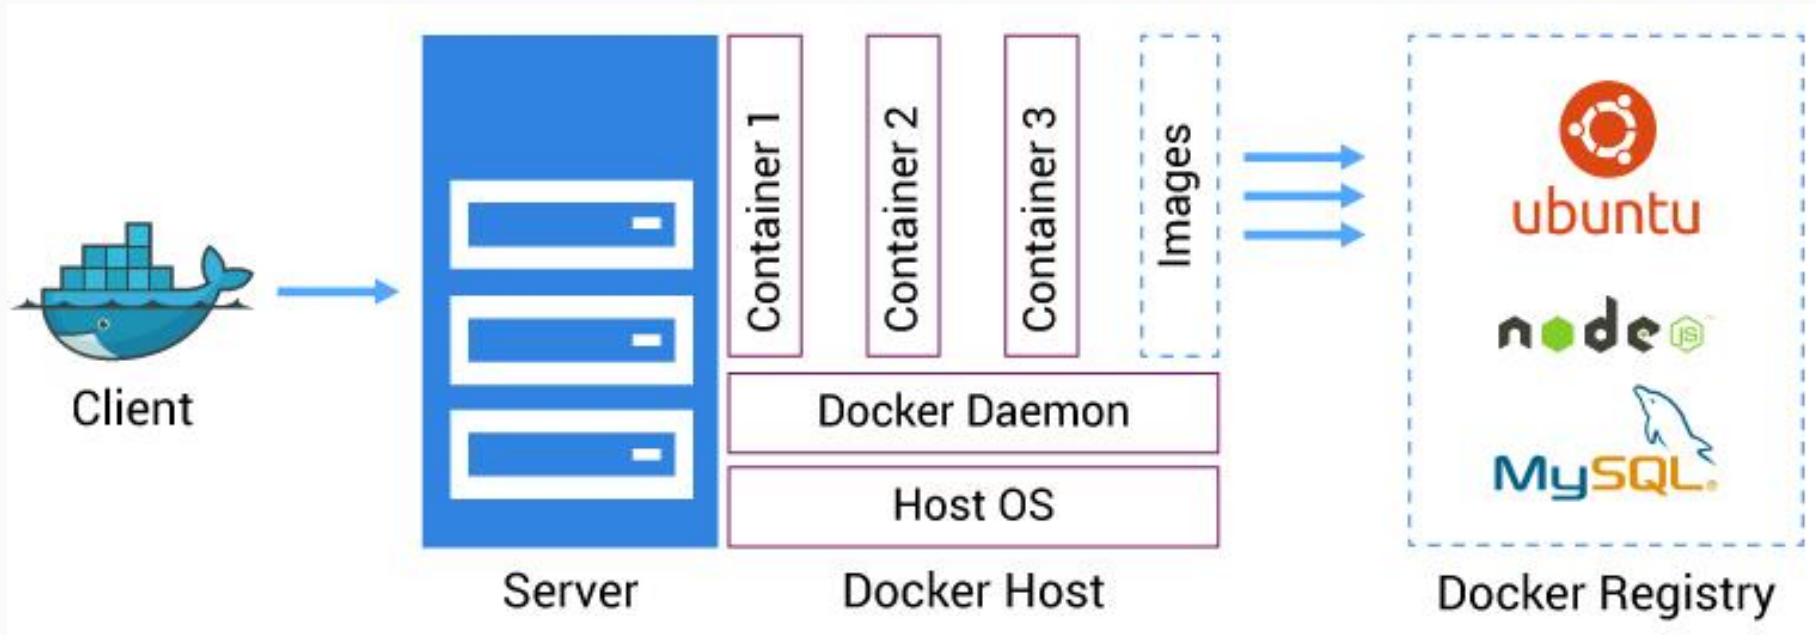 Client
Server
Container 1
Container 2
Container 3
Images
Docker Daemon
Host OS
Docker Host
ubuntu
node JS
MySQL®
Docker Registry